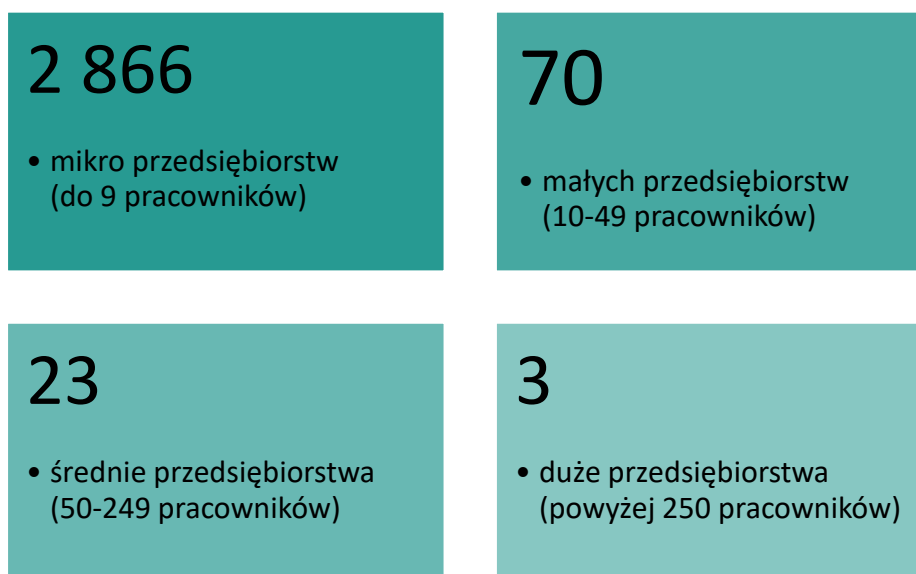 2 866
• mikro przedsiębiorstw
(do 9 pracowników)
70
• małych przedsiębiorstw
(10-49 pracowników)
23
• średnie przedsiębiorstwa
(50-249 pracowników)
3
• duże przedsiębiorstwa
(powyżej 250 pracowników)